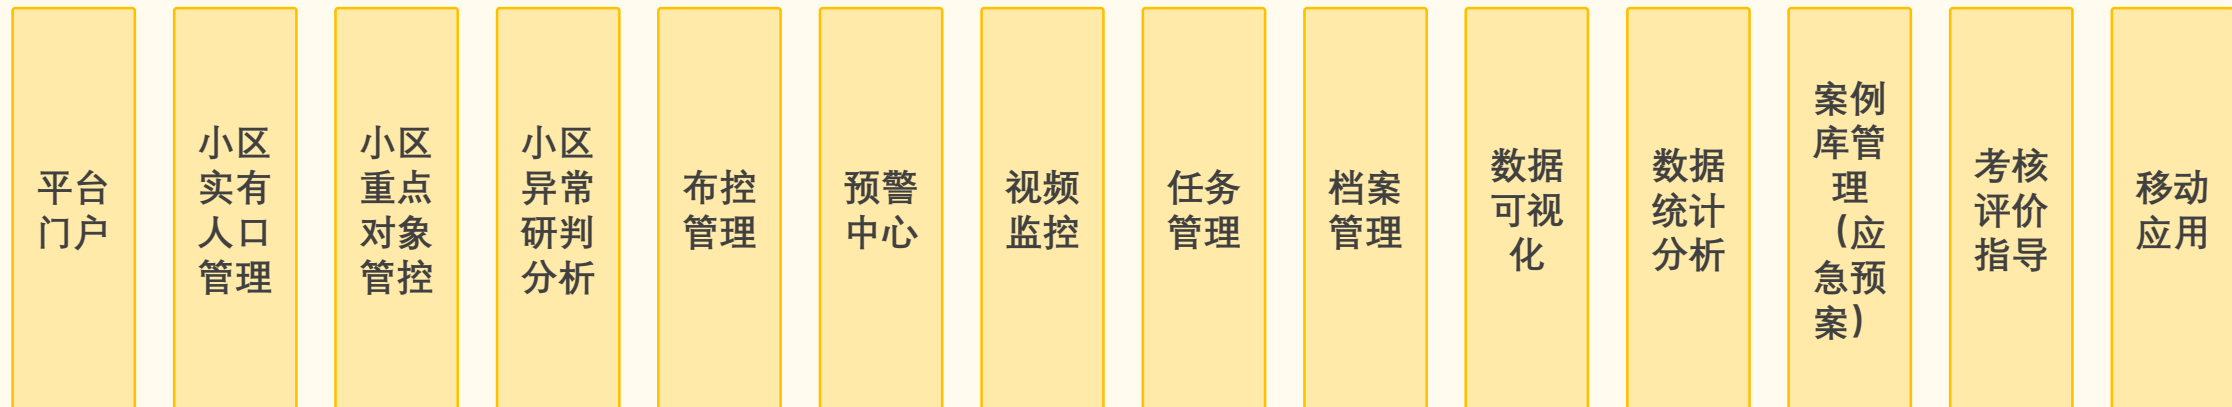 平台
门户
小区
实有
人口
管理
小区
重点
对象
管控
小区
异常
研判
分析
布控
管理
预警
中心
视频
监控
任务
管理
档案
管理
数据
可视
化
数据
统计
分析
案例
库管
理
（应
急预
案）
考核
评价
指导
移动
应用